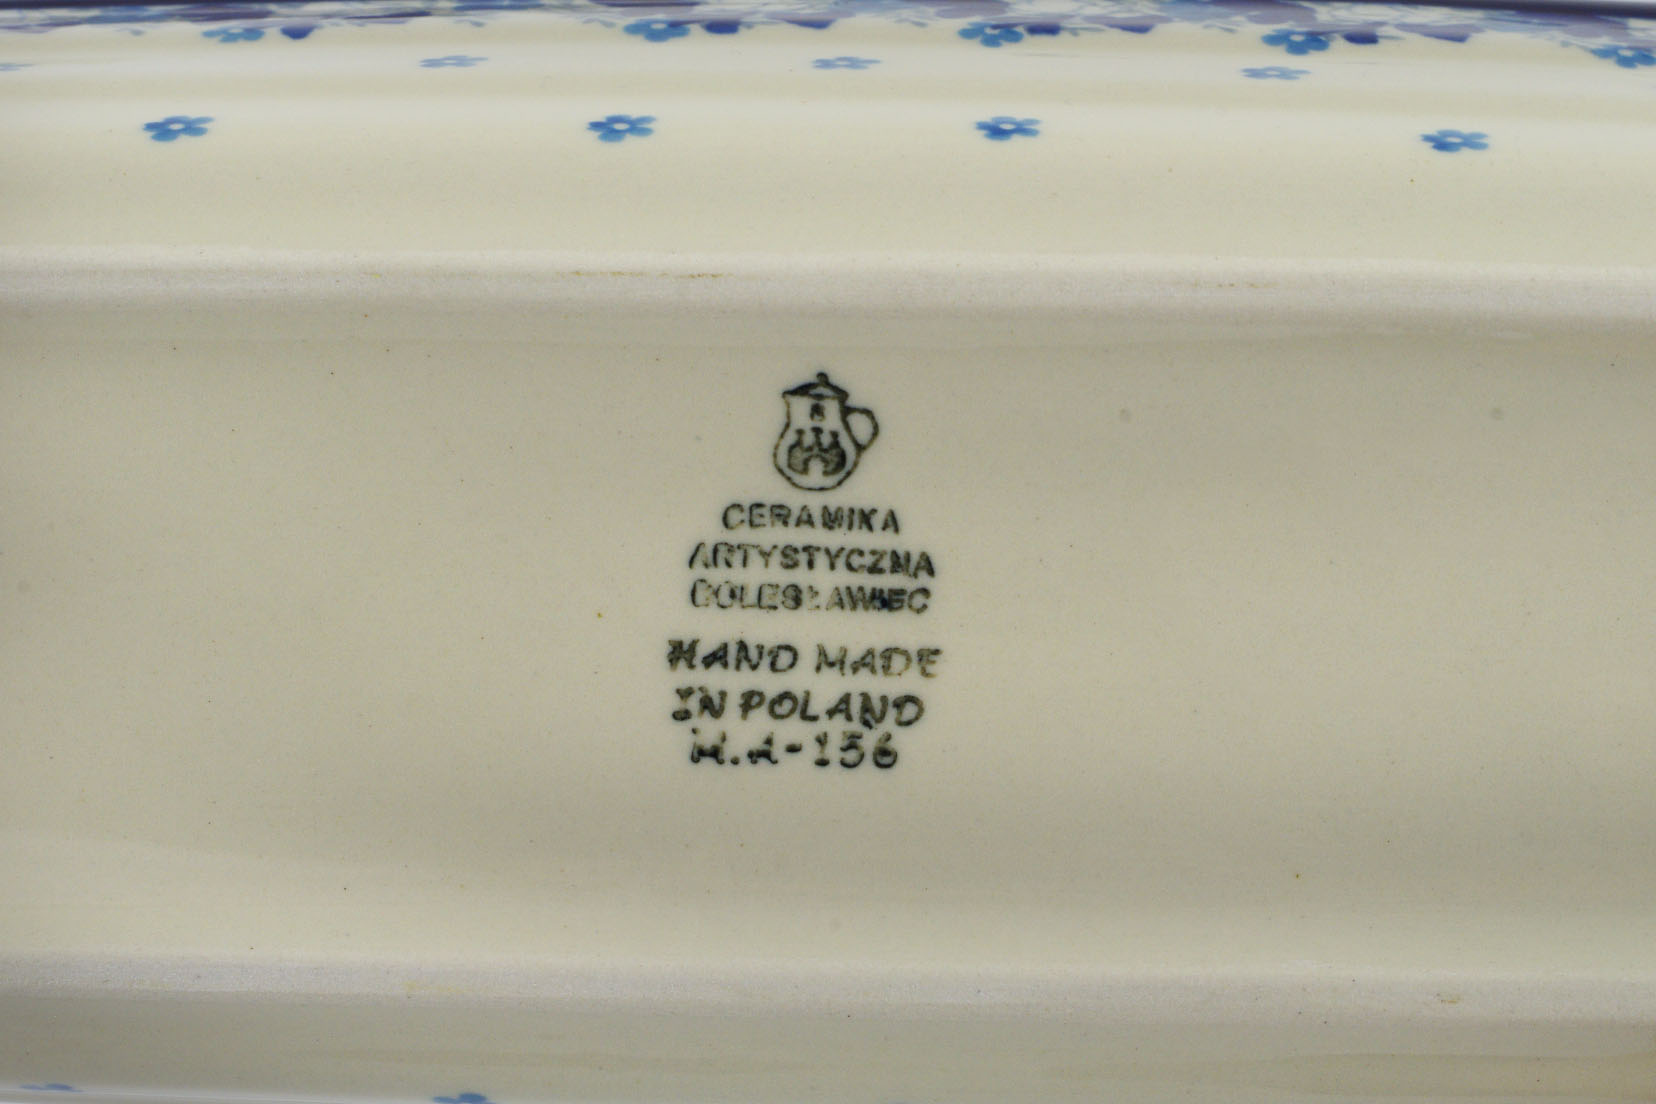 CERAMIKA
ARTYSTYCZNA
BOLESŁAWIEC
HAND MADE
IN POLAND
M.A-156